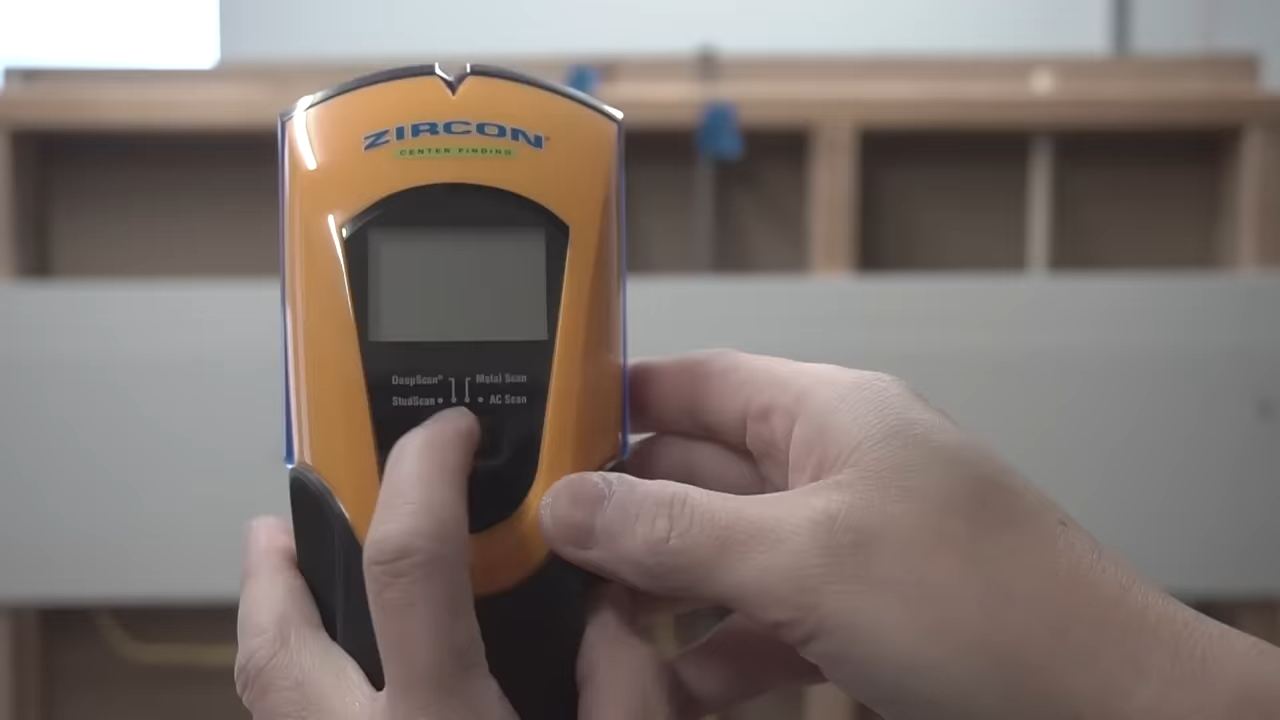 ZIRCON®
CENTER FINDING
DeepScan® Metal Scan
StudScan AC Scan